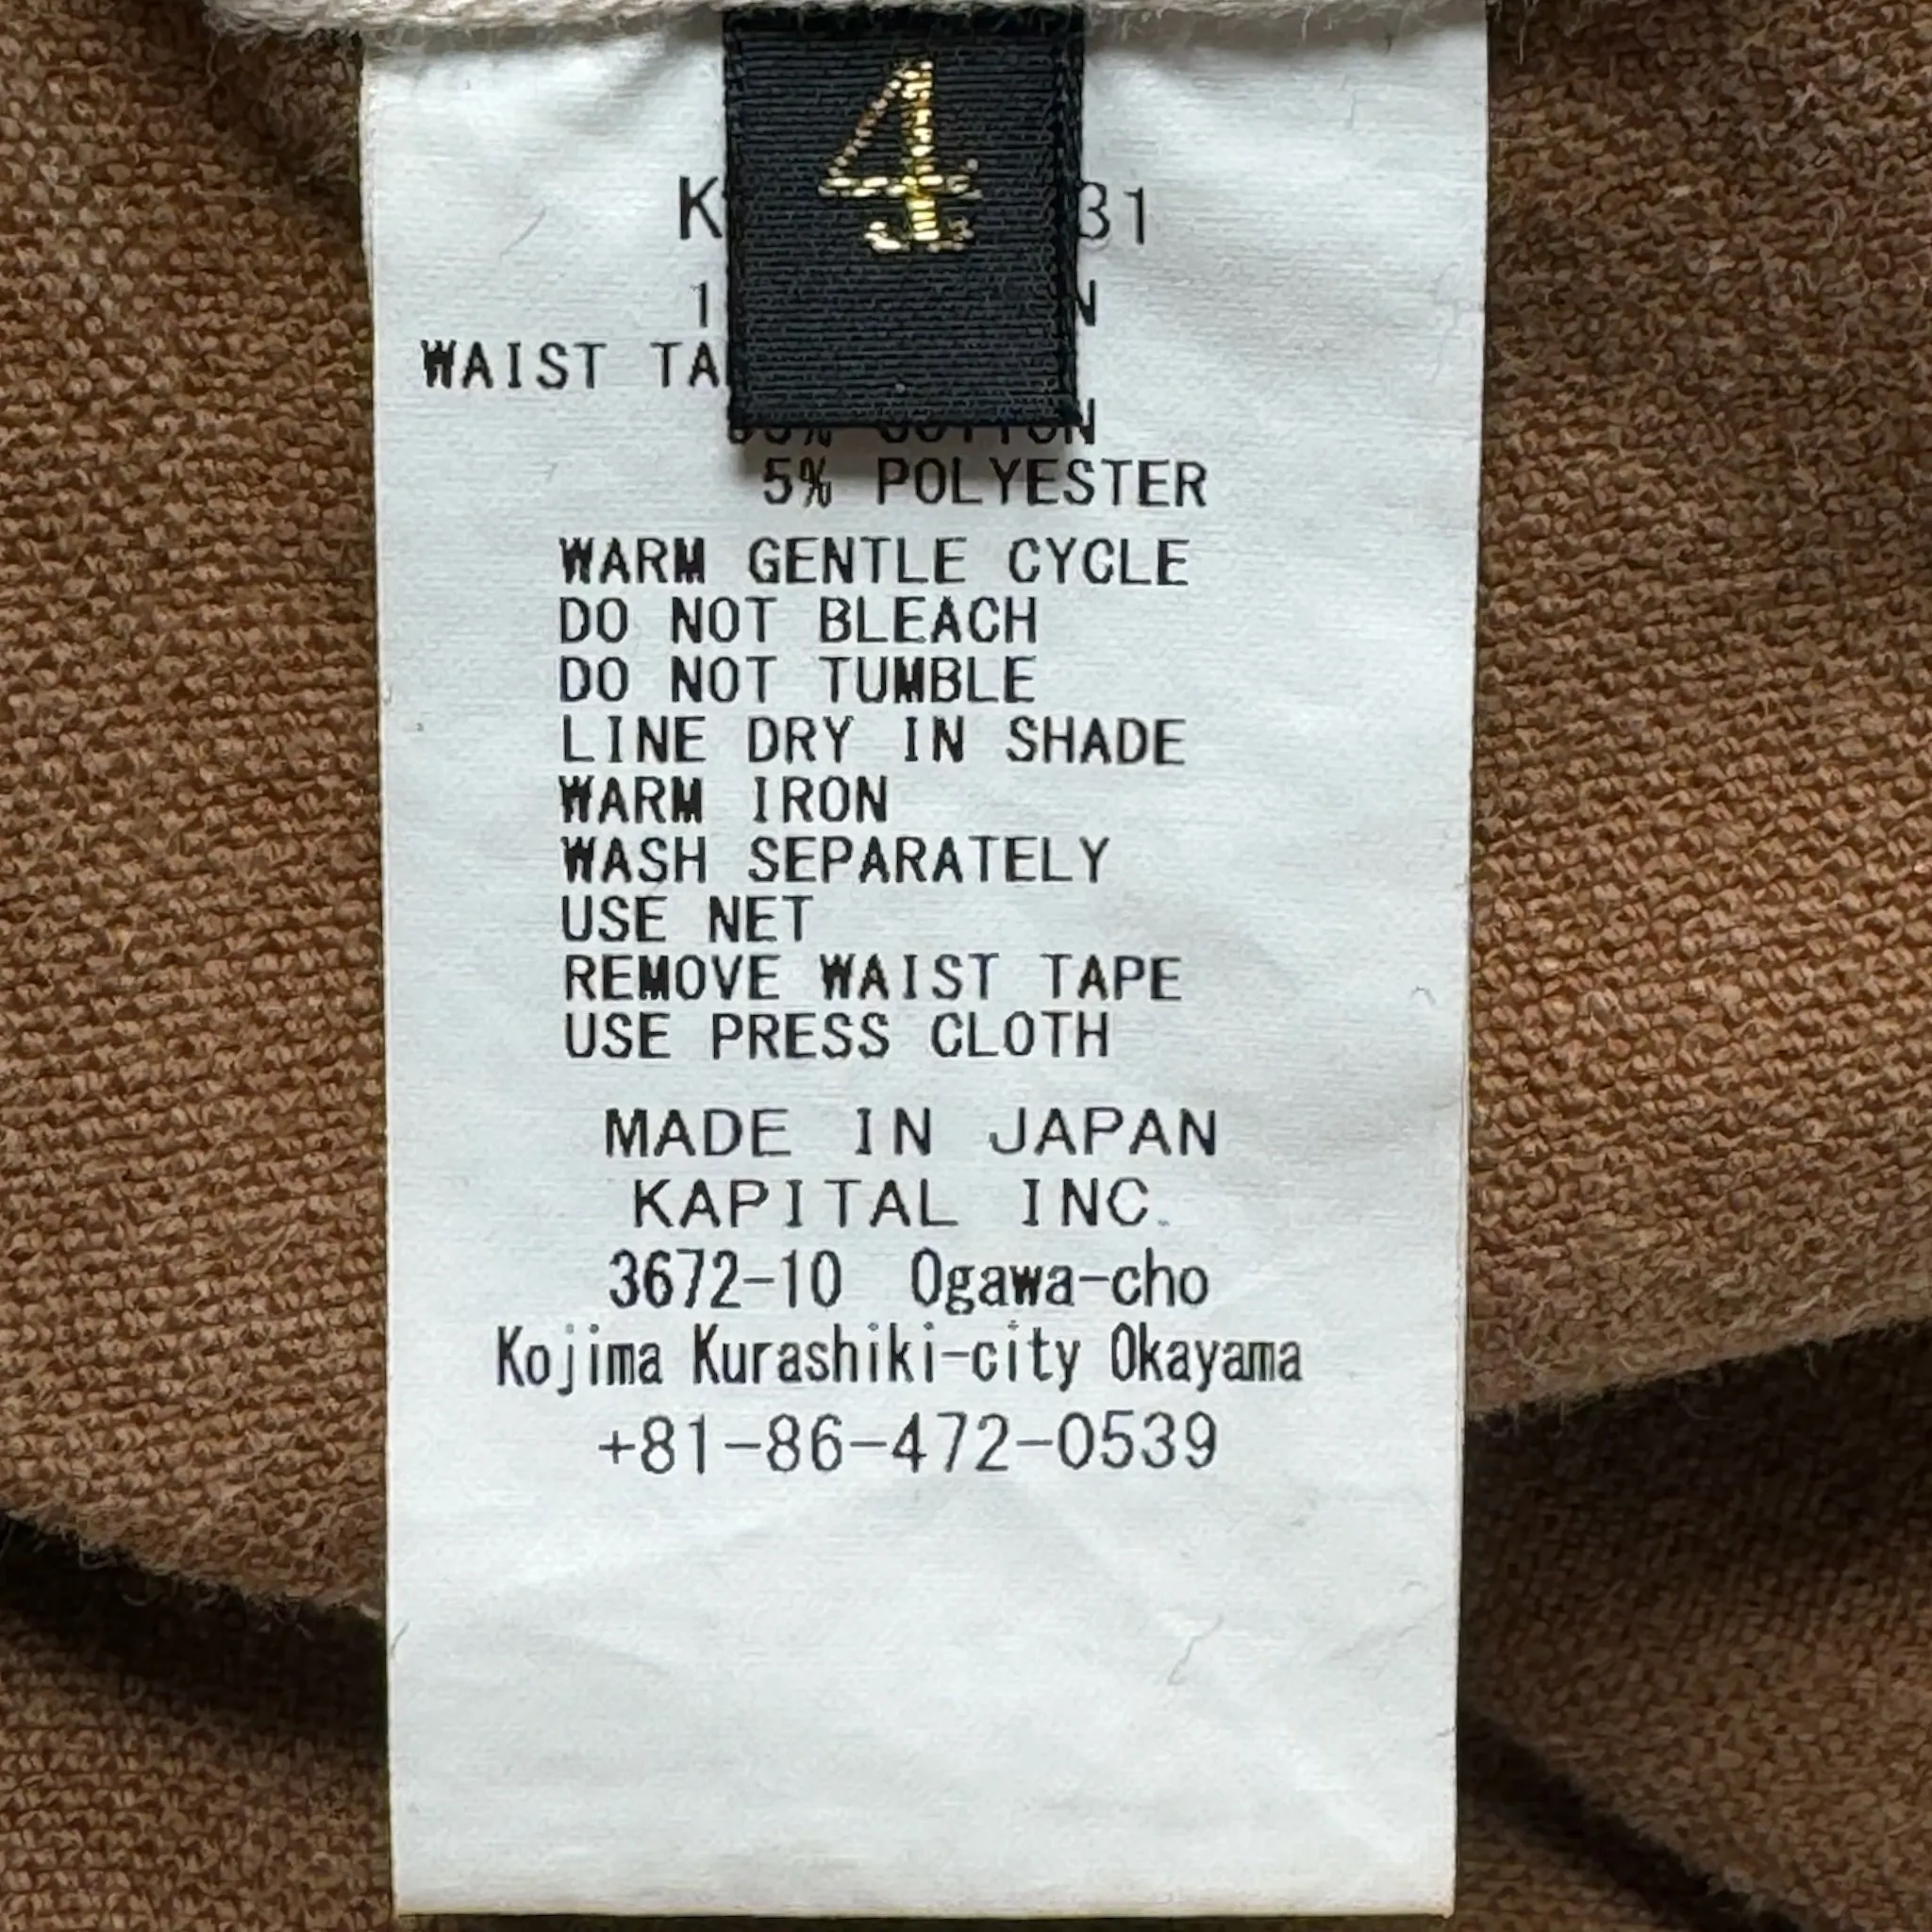 4
WAIST
5% POLYESTER
WARM GENTLE CYCLE
DO NOT BLEACH
DO NOT TUMBLE
LINE DRY IN SHADE
WARM IRON
WASH SEPARATELY
USE NET
REMOVE WAIST TAPE
USE PRESS CLOTH
MADE IN JAPAN
KAPITAL INC.
3672-10 Ogawa-cho
Kojima Kurashiki-city Okayama
+81-86-472-0539